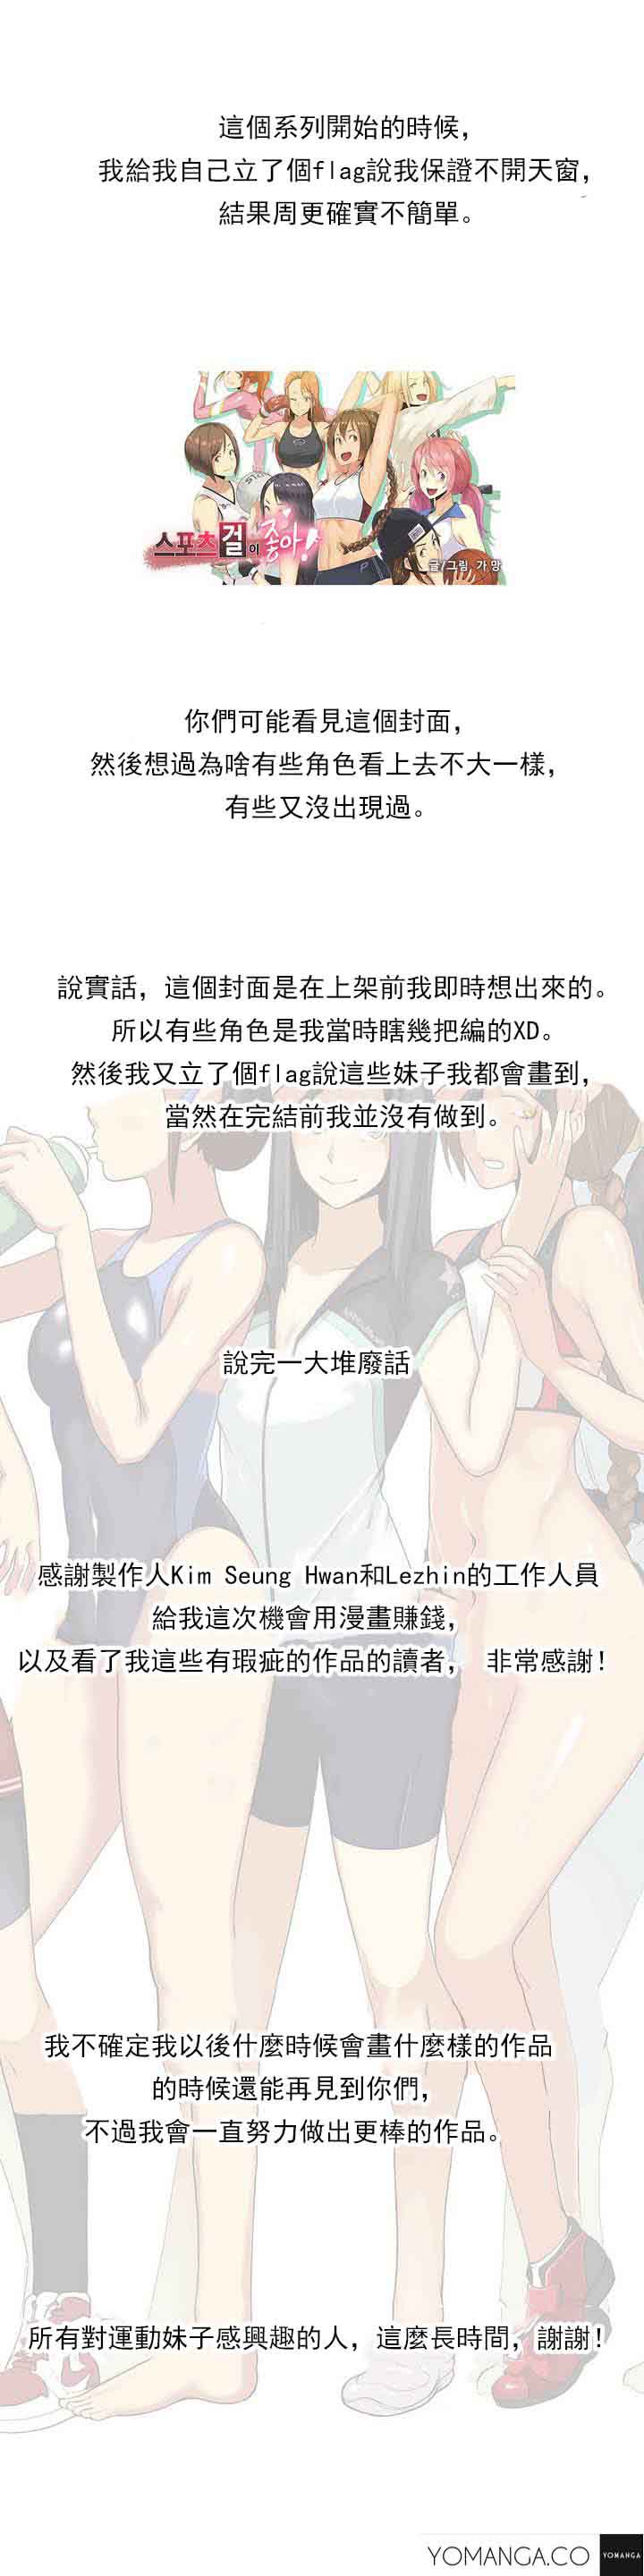 這個系列開始的時候，
我給我自己立了個flag說我保證不開天窗，
結果周更確實不簡單。
스포츠걸이 좋아!
글/그림, 가망
你們可能看見這個封面，
然後想過為啥有些角色看上去不大一樣，
有些又沒出現過。
說實話，這個封面是在上架前我即時想出來的。
所以有些角色是我當時瞎幾把編的XD。
然後我又立了個flag說這些妹子我都會畫到，
當然在完結前我並沒有做到。
說完一大堆廢話
感謝製作人Kim Seung Hwan和Lezhin的工作人員
給我這次機會用漫畫賺錢，
以及看了我這些有瑕疵的作品的讀者， 非常感謝！
我不確定我以後什麼時候會畫什麼樣的作品
的時候還能再見到你們，
不過我會一直努力做出更棒的作品。
所有對運動妹子感興趣的人，這麼長時間，謝謝！
YOMANGA.CO
YOMANGA